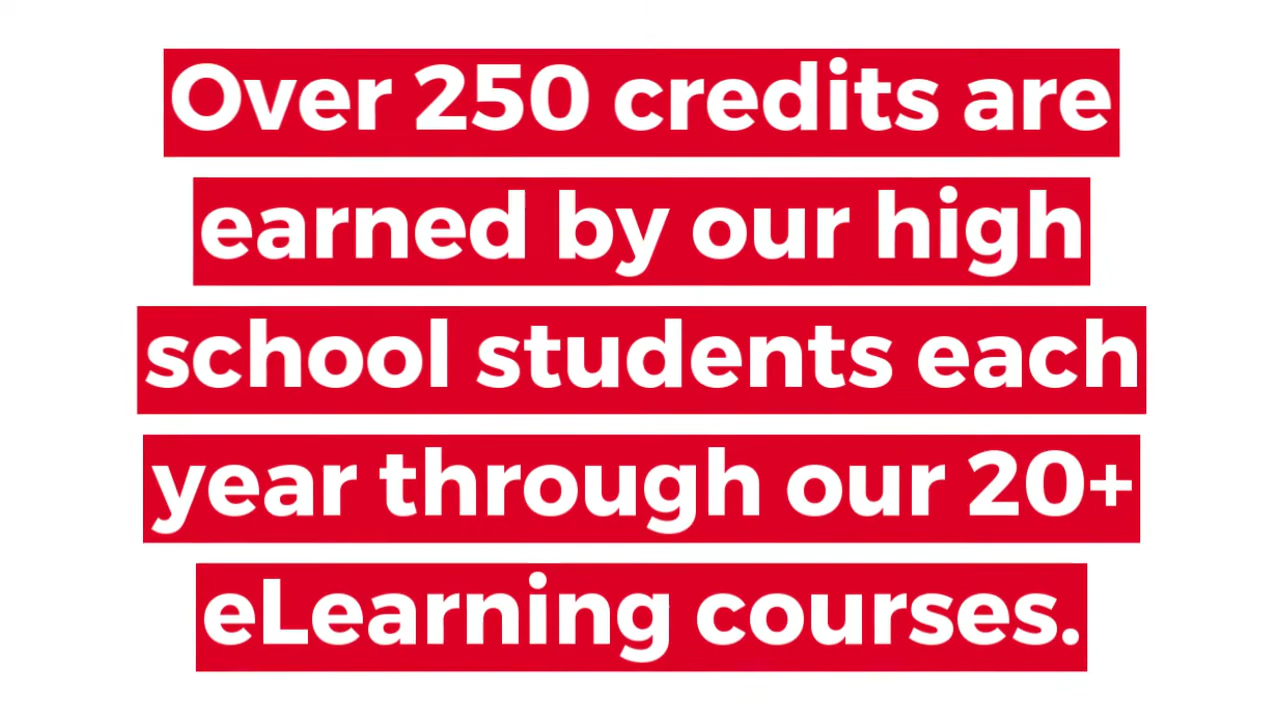 Over 250 credits are
earned by our high
school students each
year through our 20+
eLearning courses.